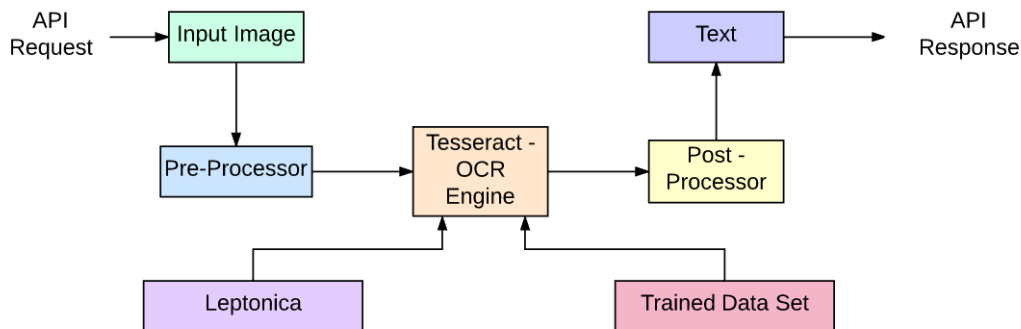 API
Request
Input Image
Text
API
Response
Pre-Processor
Tesseract -
OCR
Engine
Post -
Processor
Leptonica
Trained Data Set